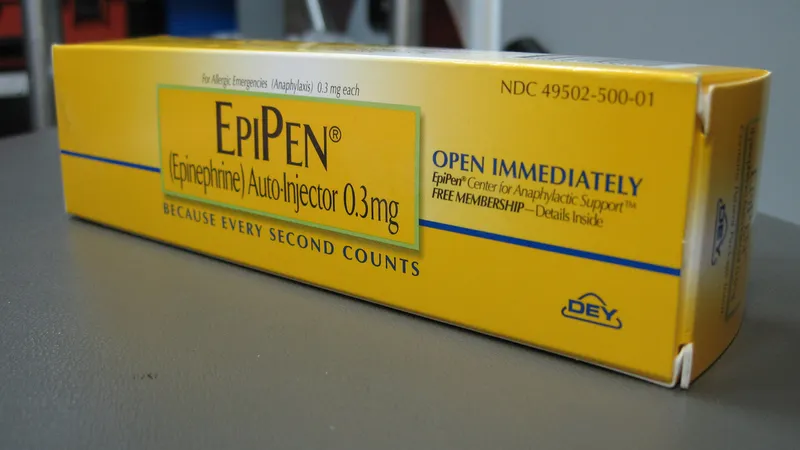 For Allergic Emergencies (Anaphylaxis) 0.3 mg each
NDC 49502-500-01
EPIPEN®
(Epinephrine) Auto-Injector 0.3mg
BECAUSE EVERY SECOND COUNTS
OPEN IMMEDIATELY
EpiPen® Center for Anaphylactic Support™
FREE MEMBERSHIP—Details Inside
DEY
DEY